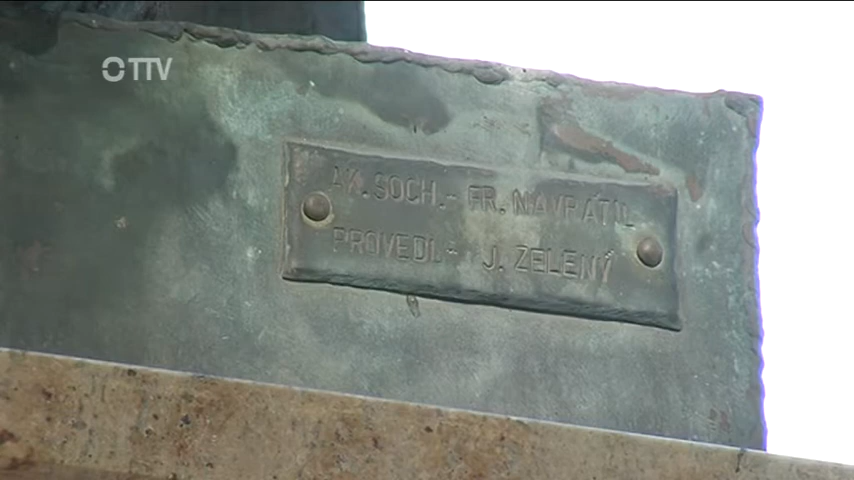 OTTV
AK. SOCH. - FR. NAVRÁTIL
PROVEDL - J. ZELENÝ